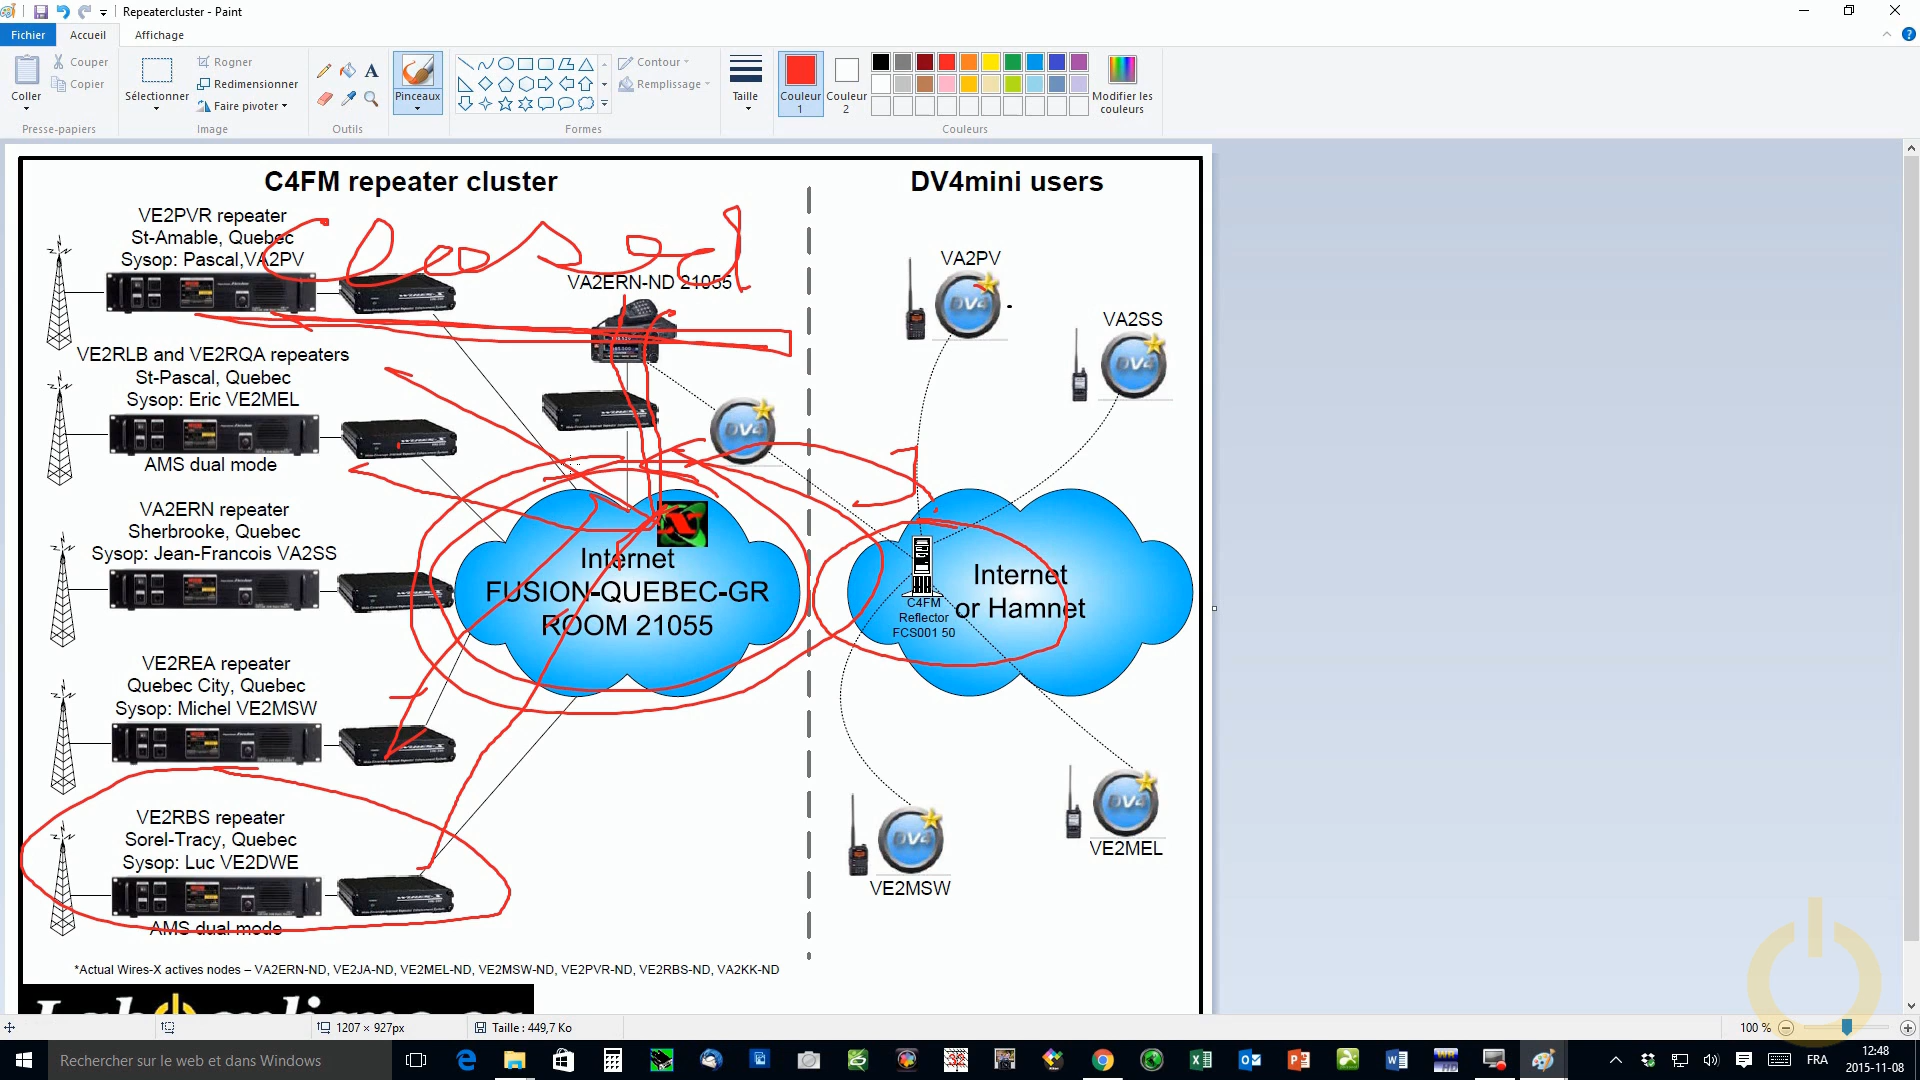 Repeatercluster - Paint
Fichier Accueil Affichage
Coller
Couper
Copier
Presse-papiers
Sélectionner
Rogner
Redimensionner
Faire pivoter
Image
Outils
Pinceaux
Contour
Remplissage
Formes
Taille
Couleur 1
Couleur 2
Modifier les couleurs
Couleurs
C4FM repeater cluster
DV4mini users
VE2PVR repeater
St-Amable, Quebec
Sysop: Pascal,VA2PV
VE2RLB and VE2RQA repeaters
St-Pascal, Quebec
Sysop: Eric VE2MEL
AMS dual mode
VA2ERN repeater
Sherbrooke, Quebec
Sysop: Jean-Francois VA2SS
VE2REA repeater
Quebec City, Quebec
Sysop: Michel VE2MSW
VE2RBS repeater
Sorel-Tracy, Quebec
Sysop: Luc VE2DWE
AMS dual mode
VA2ERN-ND 21055
DV4
Internet
FUSION-QUEBEC-GR
ROOM 21055
VA2PV
DV4
VA2SS
DV4
Internet
or Hamnet
C4FM
Reflector
FCS001 50
DV4
VE2MSW
DV4
VE2MEL
*Actual Wires-X actives nodes – VA2ERN-ND, VE2JA-ND, VE2MEL-ND, VE2MSW-ND, VE2PVR-ND, VE2RBS-ND, VA2KK-ND
1207 × 927px
Taille : 449,7 Ko
100 %
Rechercher sur le web et dans Windows
FRA
12:48
2015-11-08